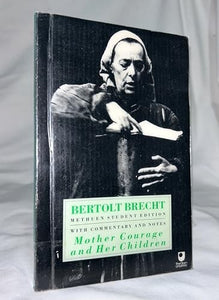 BERTOLT BRECHT
METHUEN STUDENT EDITION
WITH COMMENTARY AND NOTES
Mother Courage
and Her Children